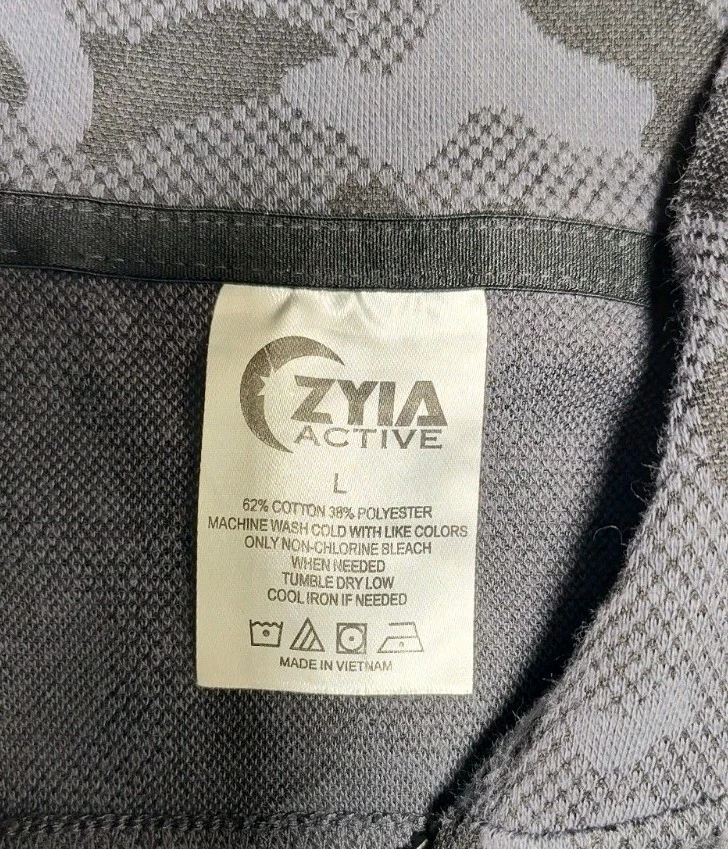 ZYIA
ACTIVE
L
62% COTTON 38% POLYESTER
MACHINE WASH COLD WITH LIKE COLORS
ONLY NON-CHLORINE BLEACH
WHEN NEEDED
TUMBLE DRY LOW
COOL IRON IF NEEDED
MADE IN VIETNAM